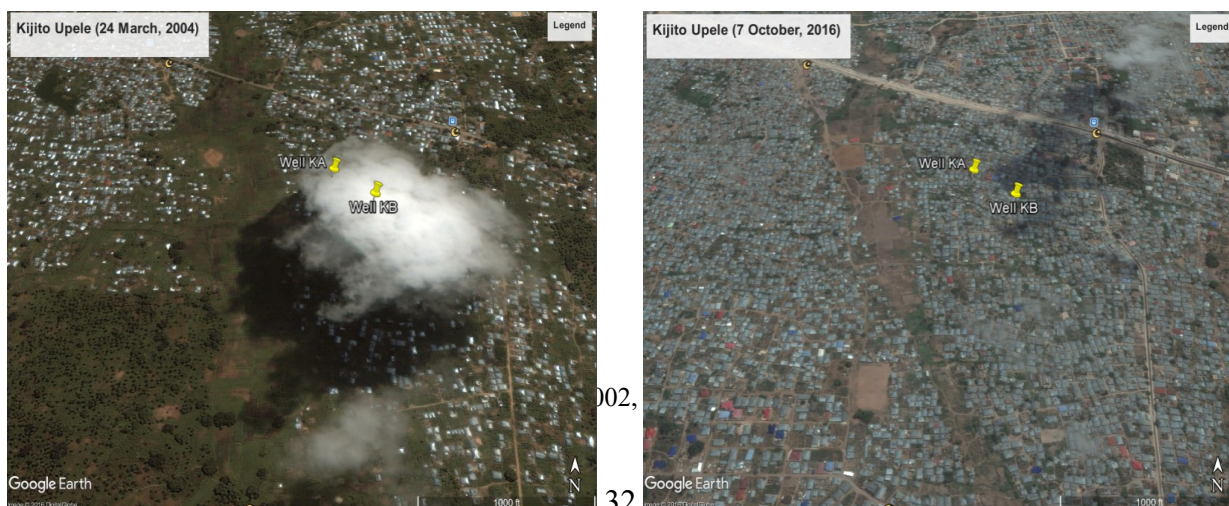 Kijito Upele (24 March, 2004)
Legend
Well KA
Well KB
Google Earth
1000 ft
N
002,
32
Kijito Upele (7 October, 2016)
Legend
Well KA
Well KB
Google Earth
1000 ft
N